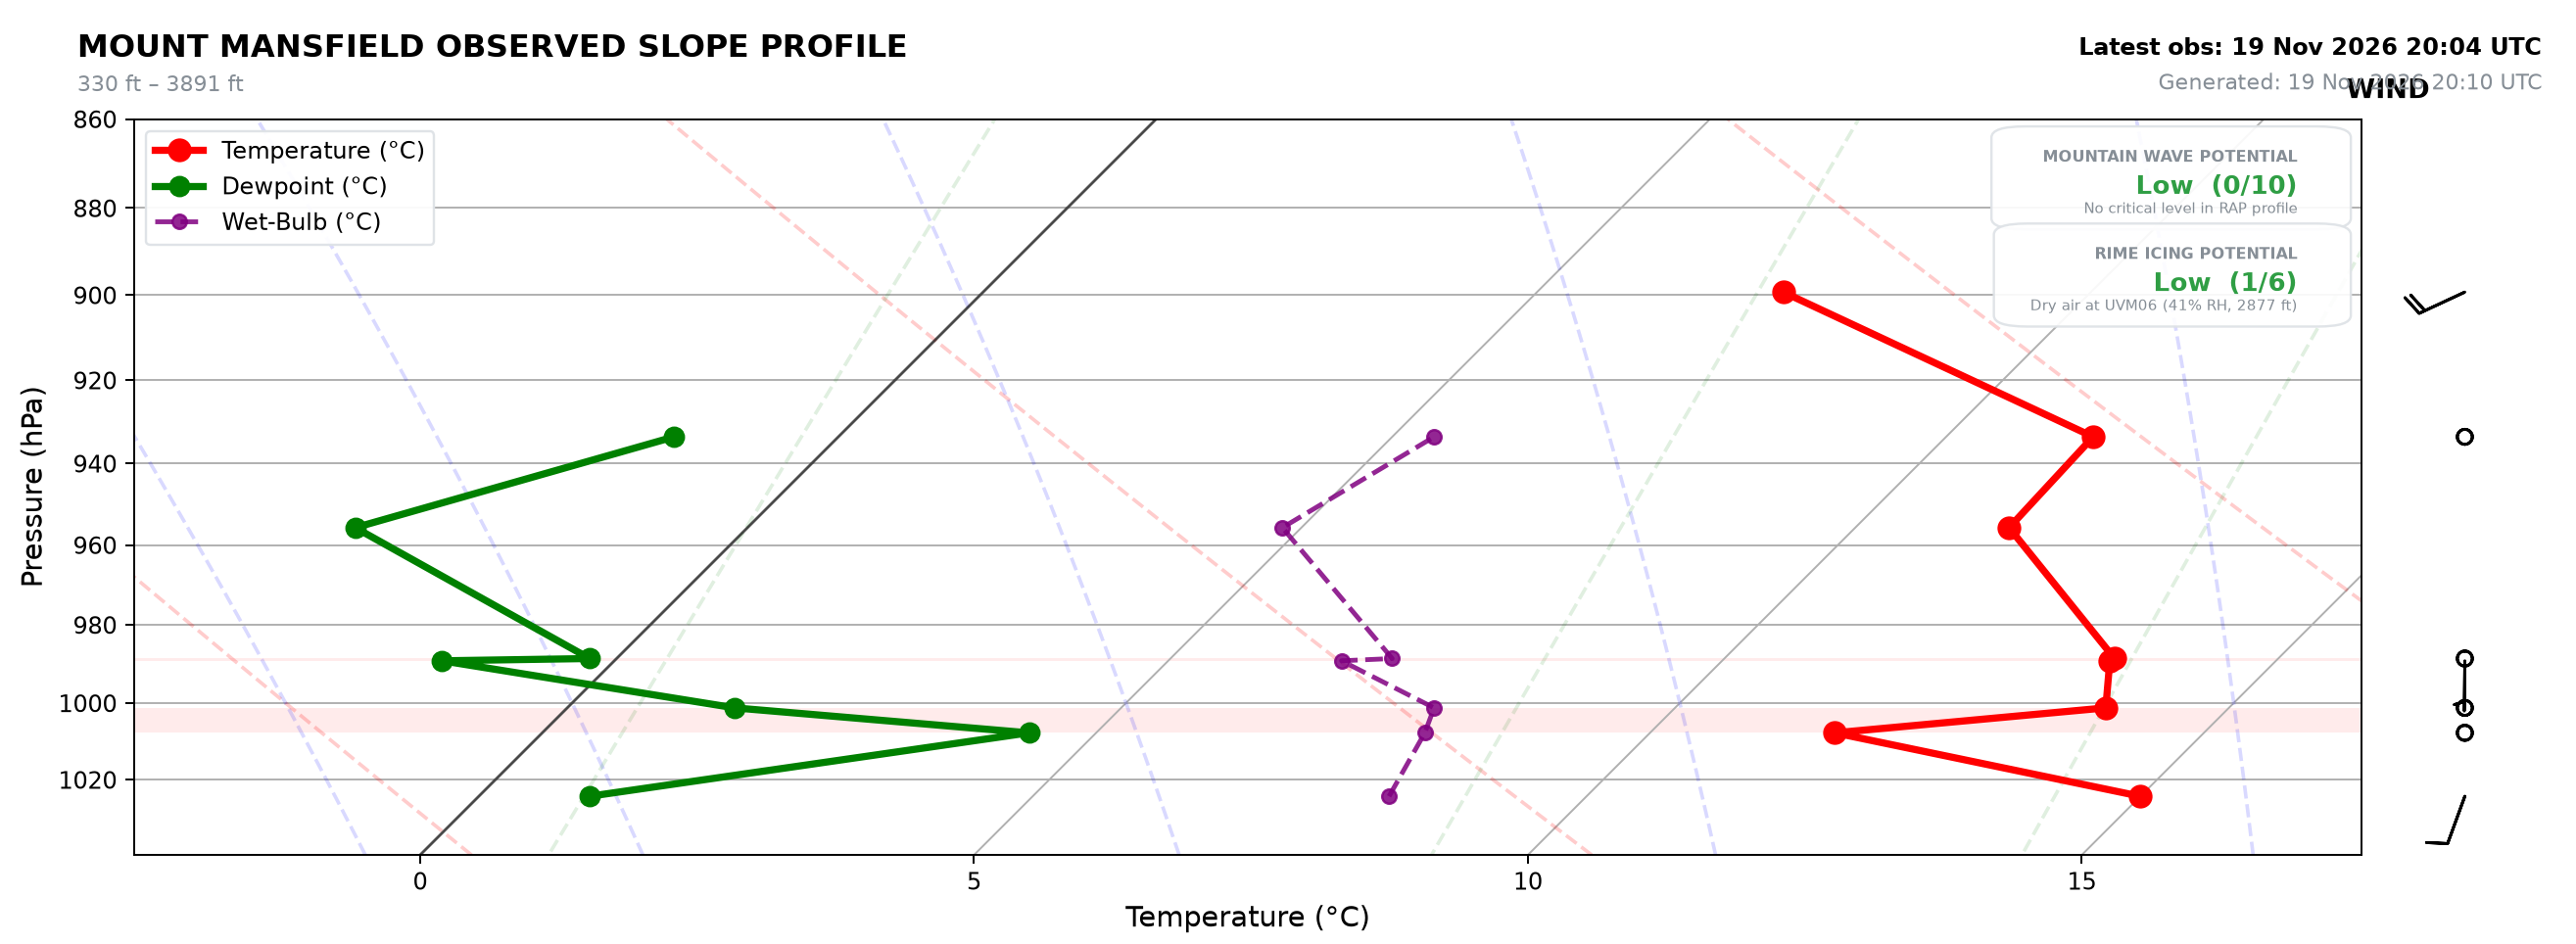 MOUNT MANSFIELD OBSERVED SLOPE PROFILE
330 ft – 3891 ft
Latest obs: 19 Nov 2026 20:04 UTC
Generated: 19 Nov 2026 20:10 UTC
WIND
Temperature (°C)
Dewpoint (°C)
Wet-Bulb (°C)
MOUNTAIN WAVE POTENTIAL
Low (0/10)
No critical level in RAP profile
RIME ICING POTENTIAL
Low (1/6)
Dry air at UVM06 (41% RH, 2877 ft)
Pressure (hPa)
860
880
900
920
940
960
980
1000
1020
0
5
10
15
Temperature (°C)